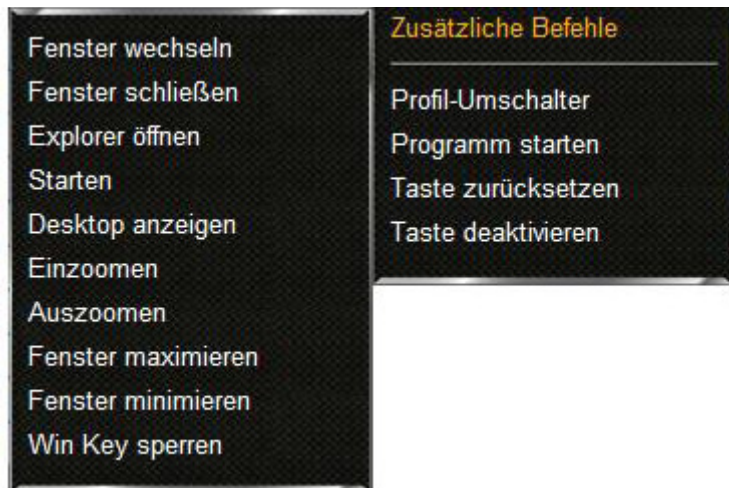 Fenster wechseln
Fenster schließen
Explorer öffnen
Starten
Desktop anzeigen
Einzoomen
Auszoomen
Fenster maximieren
Fenster minimieren
Win Key sperren
Zusätzliche Befehle
Profil-Umschalter
Programm starten
Taste zurücksetzen
Taste deaktivieren